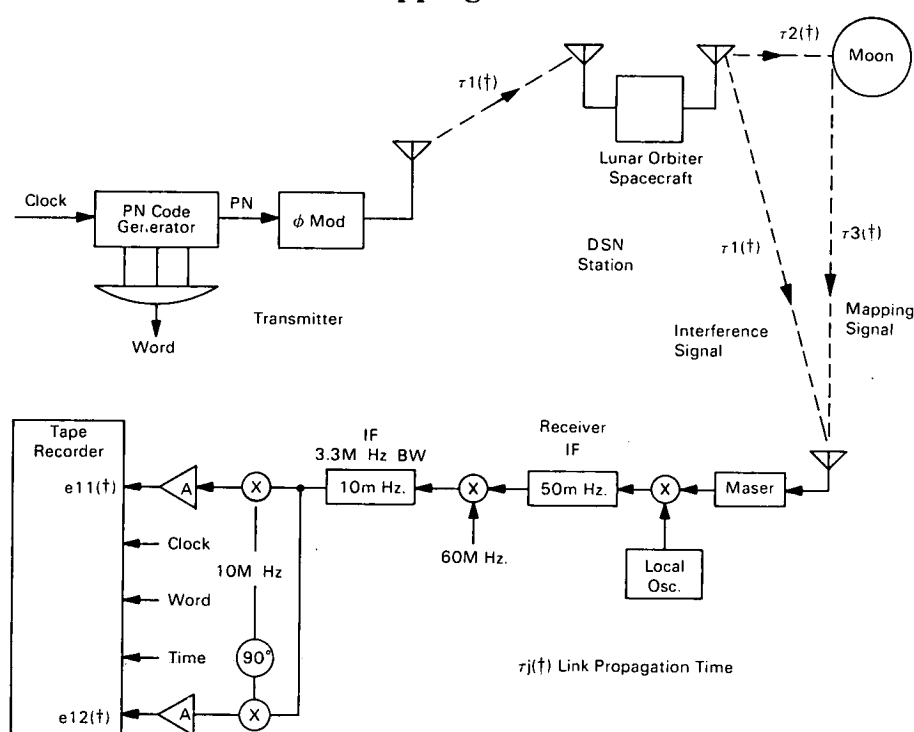 pping
τ2(†)
Moon
τ1(†)
Lunar Orbiter
Spacecraft
Clock
PN Code
Generator
PN
ϕ Mod
DSN
Station
τ1(†)
τ3(†)
Transmitter
Word
Interference
Signal
Mapping
Signal
Tape
Recorder
IF
3.3M Hz BW
Receiver
IF
e11(†)
A
X
10m Hz.
X
50m Hz.
X
Maser
Clock
10M Hz
60M Hz.
Local
Osc.
Word
Time
90°
τj(†) Link Propagation Time
e12(†)
A
X